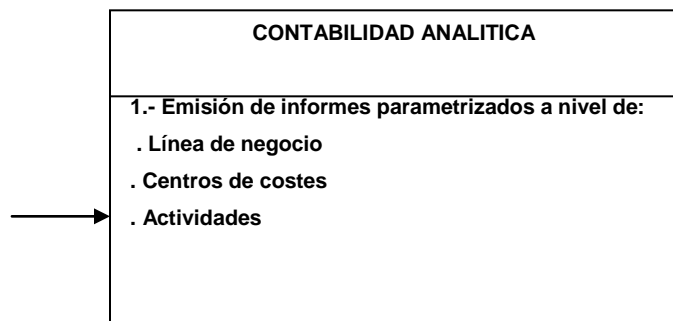 CONTABILIDAD ANALITICA
1.- Emisión de informes parametrizados a nivel de:
. Línea de negocio
. Centros de costes
. Actividades